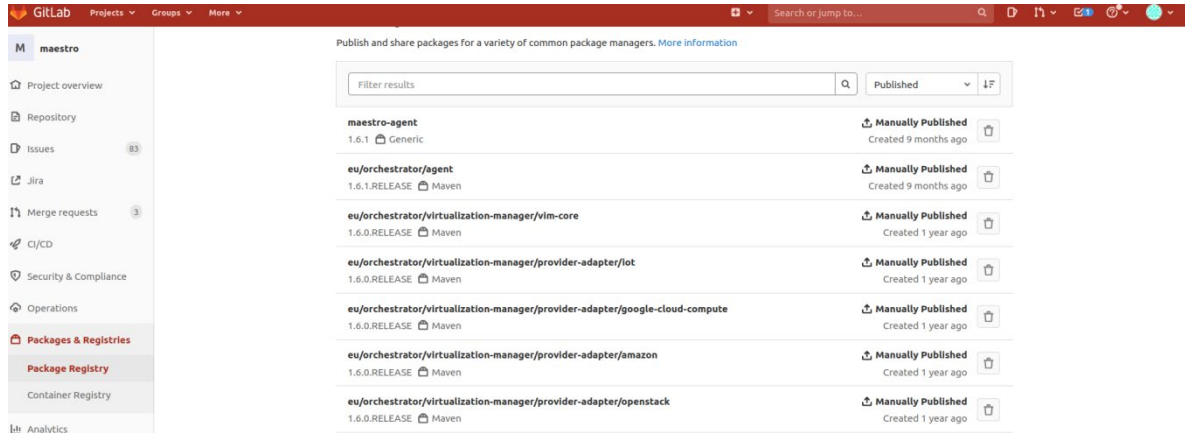 GitLab Projects Groups More Search or jump to... 1
M maestro
Project overview
Repository
Issues 83
Jira
Merge requests 3
CI/CD
Security & Compliance
Operations
Packages & Registries
Package Registry
Container Registry
Analytics
Publish and share packages for a variety of common package managers. More information
Filter results Published
maestro-agent Manually Published
1.6.1 Generic Created 9 months ago
eu/orchestrator/agent Manually Published
1.6.1.RELEASE Maven Created 9 months ago
eu/orchestrator/virtualization-manager/vim-core Manually Published
1.6.0.RELEASE Maven Created 1 year ago
eu/orchestrator/virtualization-manager/provider-adapter/iot Manually Published
1.6.0.RELEASE Maven Created 1 year ago
eu/orchestrator/virtualization-manager/provider-adapter/google-cloud-compute Manually Published
1.6.0.RELEASE Maven Created 1 year ago
eu/orchestrator/virtualization-manager/provider-adapter/amazon Manually Published
1.6.0.RELEASE Maven Created 1 year ago
eu/orchestrator/virtualization-manager/provider-adapter/openstack Manually Published
1.6.0.RELEASE Maven Created 1 year ago